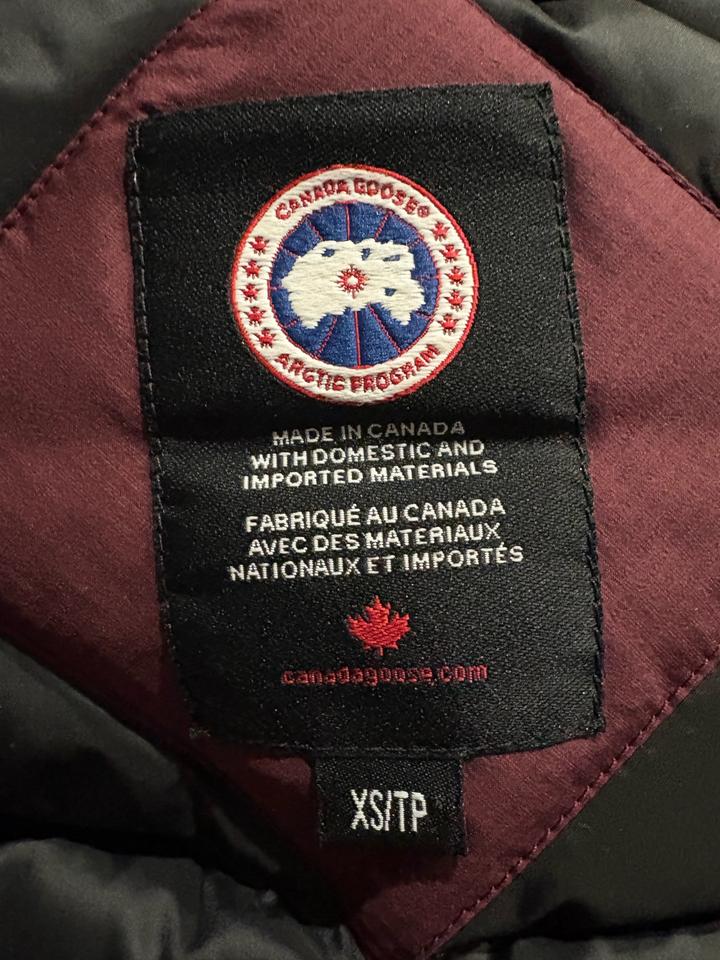 CANADA GOOSE®
ARCTIC PROGRAM
MADE IN CANADA
WITH DOMESTIC AND
IMPORTED MATERIALS
FABRIQUÉ AU CANADA
AVEC DES MATERIAUX
NATIONAUX ET IMPORTÉS
canadagoose.com
XS/TP